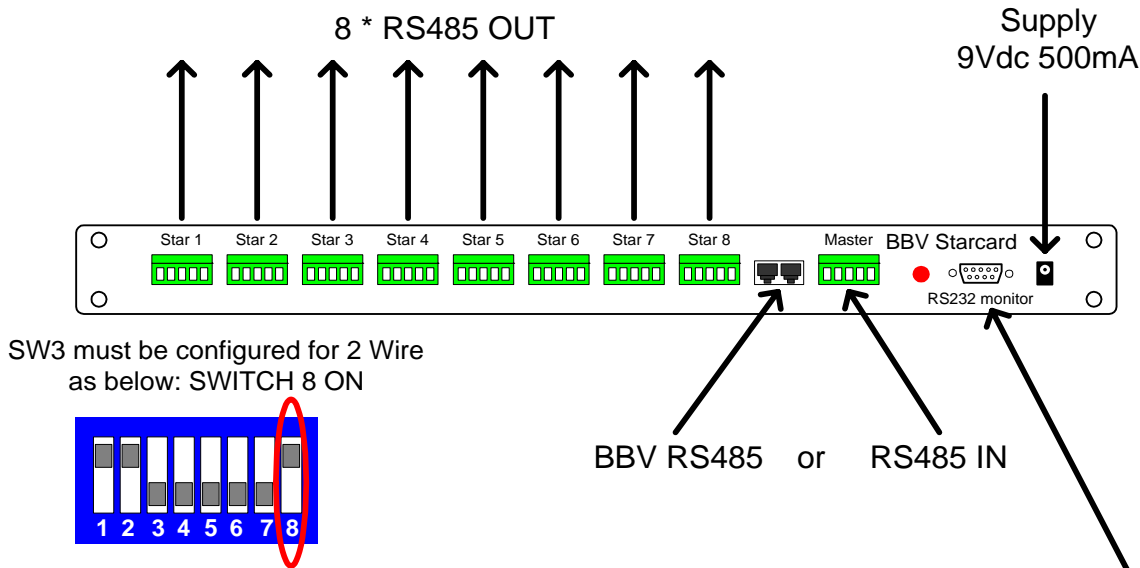 8 * RS485 OUT
Supply
9Vdc 500mA
Star 1 Star 2 Star 3 Star 4 Star 5 Star 6 Star 7 Star 8 Master BBV Starcard
RS232 monitor
SW3 must be configured for 2 Wire
as below: SWITCH 8 ON
BBV RS485 or RS485 IN
1 2 3 4 5 6 7 8